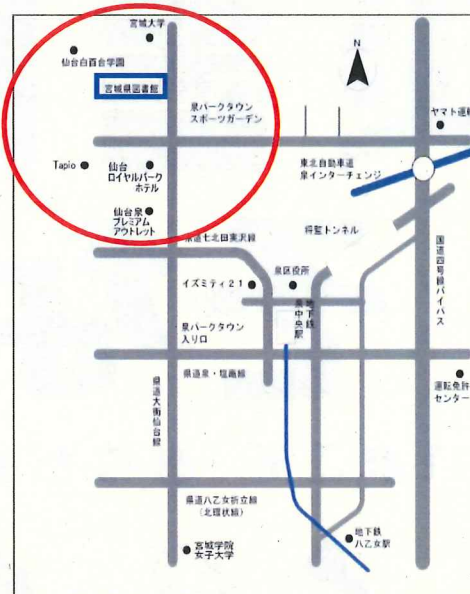 宮城大学
仙台白百合学園
宮城県図書館
泉パークタウン
スポーツガーデン
N
ヤマト運輸
Tapio
仙台
ロイヤルパーク
ホテル
東北自動車道
泉インターチェンジ
仙台泉
プレミアム
アウトレット
県道七北田実沢線
将監トンネル
国道四号線バイパス
イズミティ21
泉区役所
地下鉄
泉中央駅
泉パークタウン
入り口
県道泉・塩竈線
県道大衡仙台線
運転免許
センター
県道八乙女折立線
(北環状線)
宮城学院
女子大学
地下鉄
八乙女駅